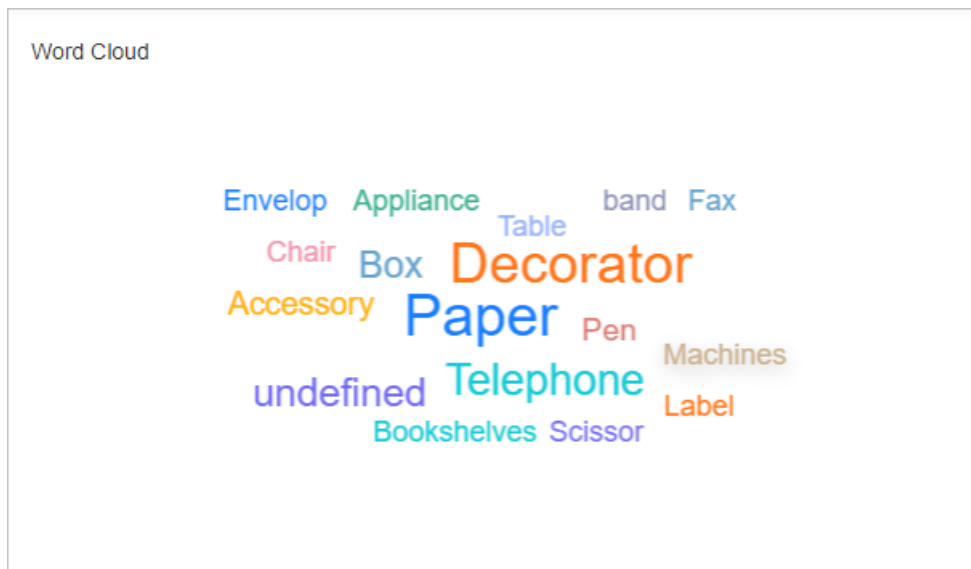 Word Cloud
Envelop Appliance band Fax
Table
Chair Box Decorator
Accessory Paper Pen
Machines
undefined Telephone
Label
Bookshelves Scissor